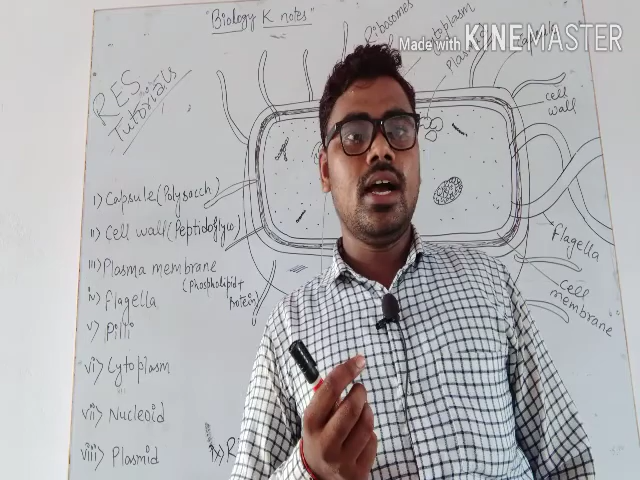 "Biology K notes"
Made with KINEMASTER
RES
Tutorials
Ribosomes
cytoplasm
cell
wall
flagella
cell
membrane
i) Capsule (Polysacch)
ii) Cell wall (Peptidoglyc
iii) Plasma membrane
(Phospholipid +
Protein)
iv) flagella
v) Pilli
vi) Cytoplasm
vii) Nucleoid
viii) Plasmid
ix) R